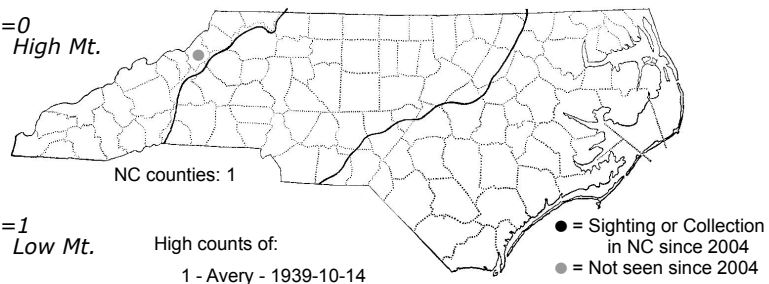 =0
High Mt.
NC counties: 1
=1
Low Mt.
High counts of:
1 - Avery - 1939-10-14
● = Sighting or Collection
in NC since 2004
● = Not seen since 2004